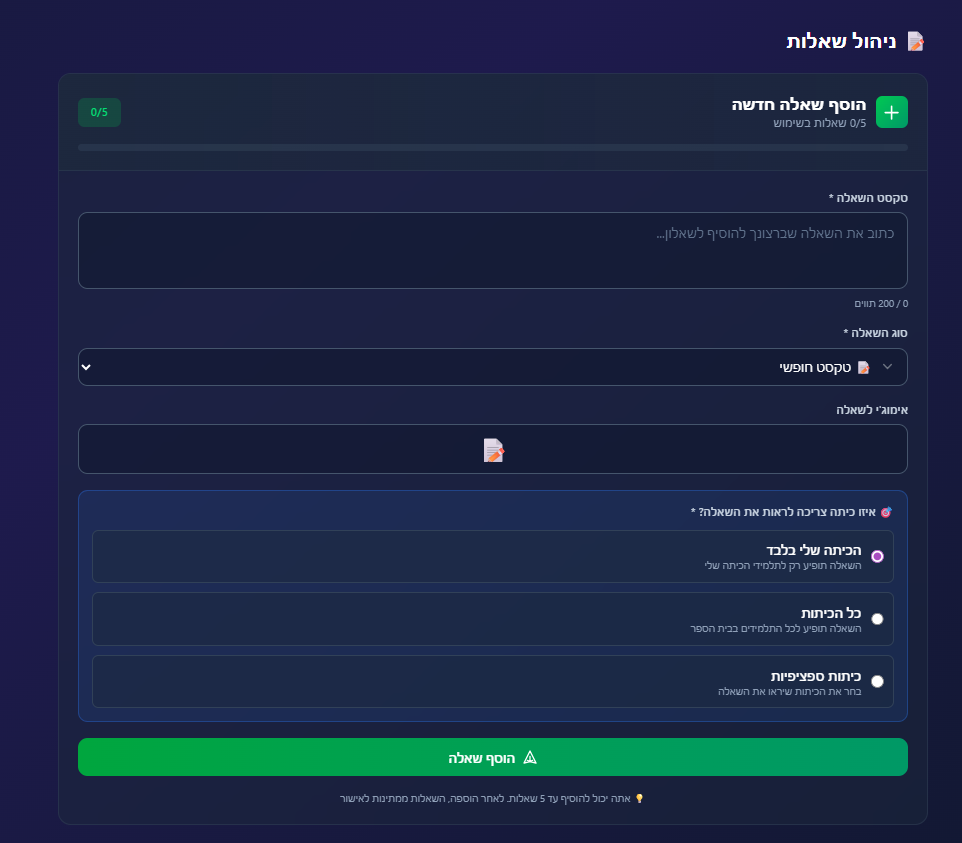 ניהול שאלות
הוסף שאלה חדשה
0/5 שאלות בשימוש
0/5
טקסט השאלה *
כתוב את השאלה שברצונך להוסיף לשאלון...
0 / 200 תווים
סוג השאלה *
טקסט חופשי
אימוג'י לשאלה
איזו כיתה צריכה לראות את השאלה? *
הכיתה שלי בלבד
השאלה תופיע רק לתלמידי הכיתה שלי
כל הכיתות
השאלה תופיע לכל התלמידים בבית הספר
כיתות ספציפיות
בחר את הכיתות שיראו את השאלה
הוסף שאלה
אתה יכול להוסיף עד 5 שאלות. לאחר הוספה, השאלות ממתינות לאישור